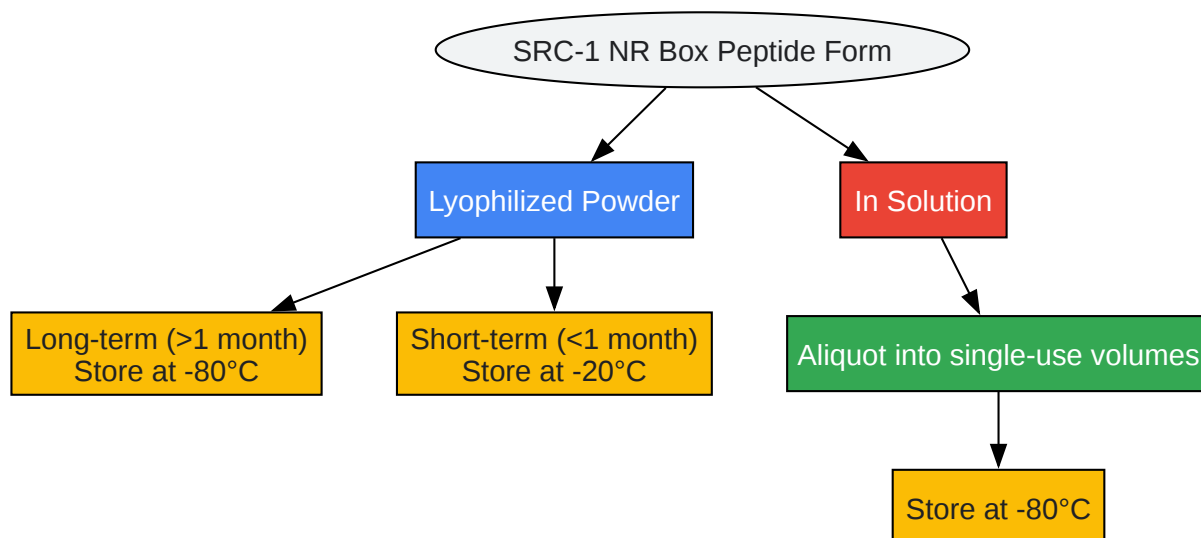 SRC-1 NR Box Peptide Form
Lyophilized Powder
In Solution
Long-term (>1 month)
Store at -80°C
Short-term (<1 month)
Store at -20°C
Aliquot into single-use volumes
Store at -80°C